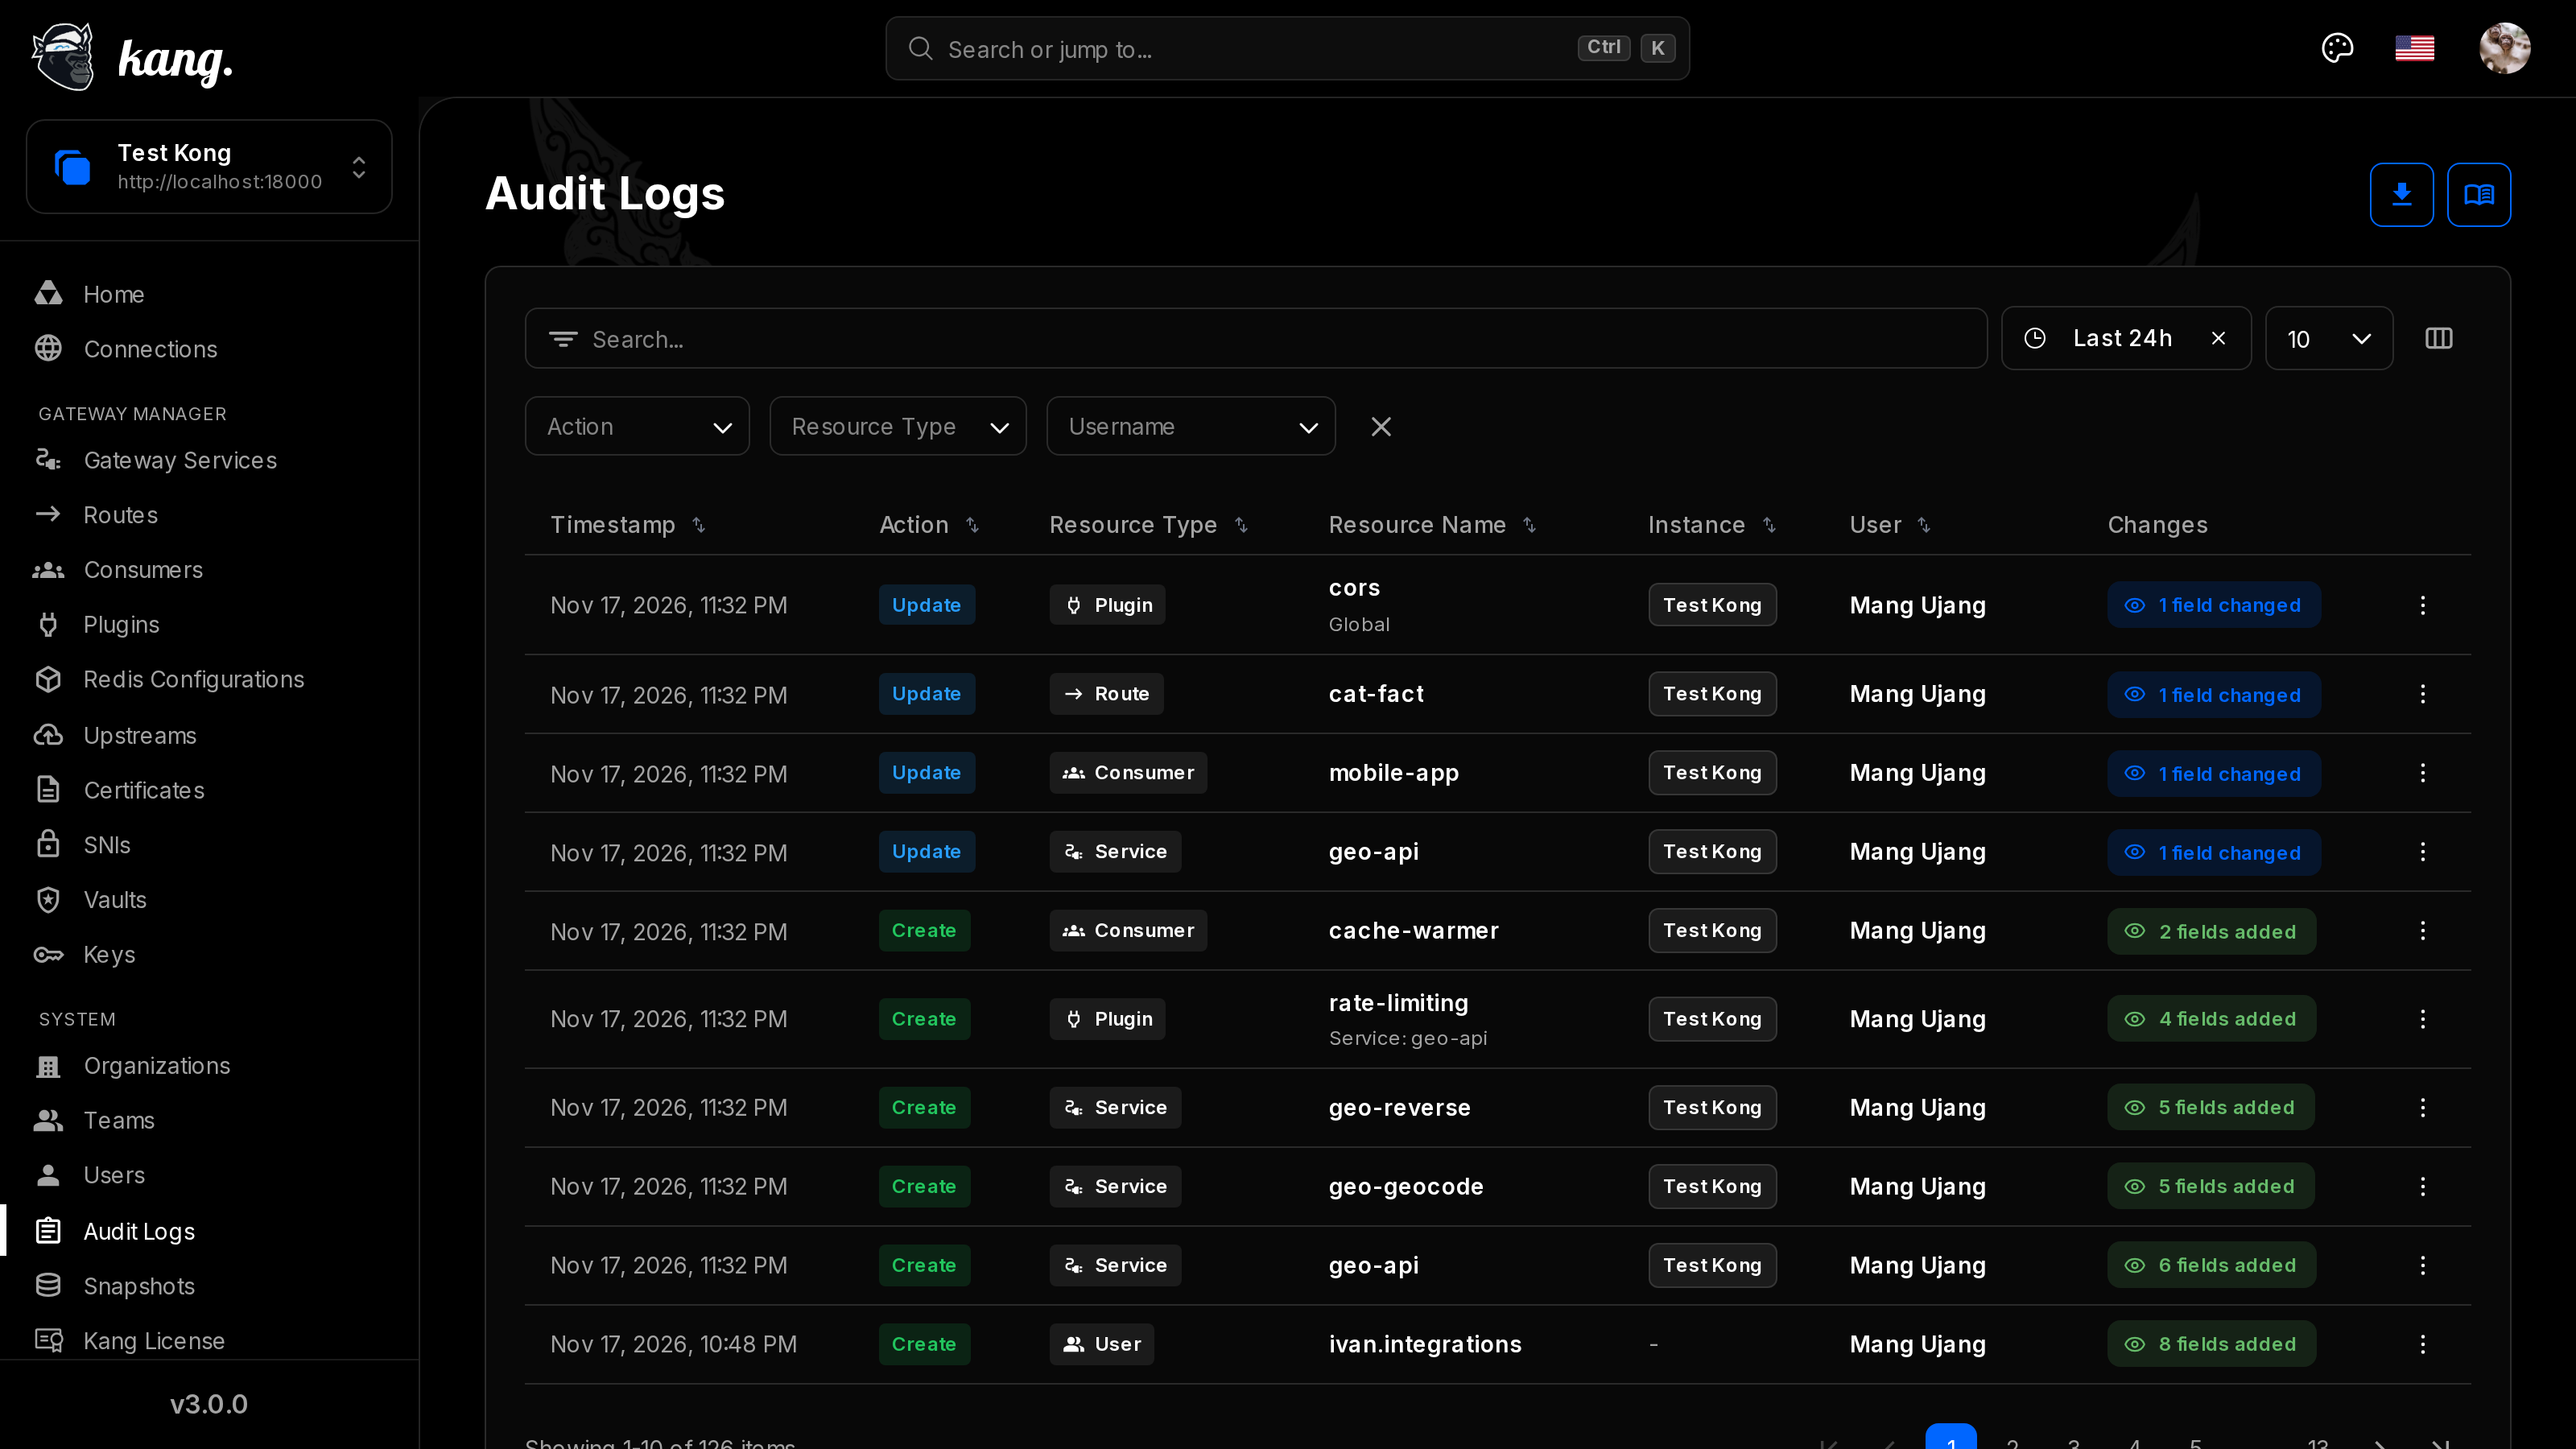 kang.
Search or jump to...
Ctrl K
Test Kong
http://localhost:18000
Home
Connections
GATEWAY MANAGER
Gateway Services
Routes
Consumers
Plugins
Redis Configurations
Upstreams
Certificates
SNIs
Vaults
Keys
SYSTEM
Organizations
Teams
Users
Audit Logs
Snapshots
Kang License
v3.0.0
Audit Logs
Search...
Last 24h
10
Action
Resource Type
Username
Timestamp Action Resource Type Resource Name Instance User Changes
Nov 17, 2026, 11:32 PM Update Plugin cors Test Kong Mang Ujang 1 field changed
Global
Nov 17, 2026, 11:32 PM Update Route cat-fact Test Kong Mang Ujang 1 field changed
Nov 17, 2026, 11:32 PM Update Consumer mobile-app Test Kong Mang Ujang 1 field changed
Nov 17, 2026, 11:32 PM Update Service geo-api Test Kong Mang Ujang 1 field changed
Nov 17, 2026, 11:32 PM Create Consumer cache-warmer Test Kong Mang Ujang 2 fields added
Nov 17, 2026, 11:32 PM Create Plugin rate-limiting Test Kong Mang Ujang 4 fields added
Service: geo-api
Nov 17, 2026, 11:32 PM Create Service geo-reverse Test Kong Mang Ujang 5 fields added
Nov 17, 2026, 11:32 PM Create Service geo-geocode Test Kong Mang Ujang 5 fields added
Nov 17, 2026, 11:32 PM Create Service geo-api Test Kong Mang Ujang 6 fields added
Nov 17, 2026, 10:48 PM Create User ivan.integrations - Mang Ujang 8 fields added
Showing 1-10 of 126 items
1 2 3 4 5 13